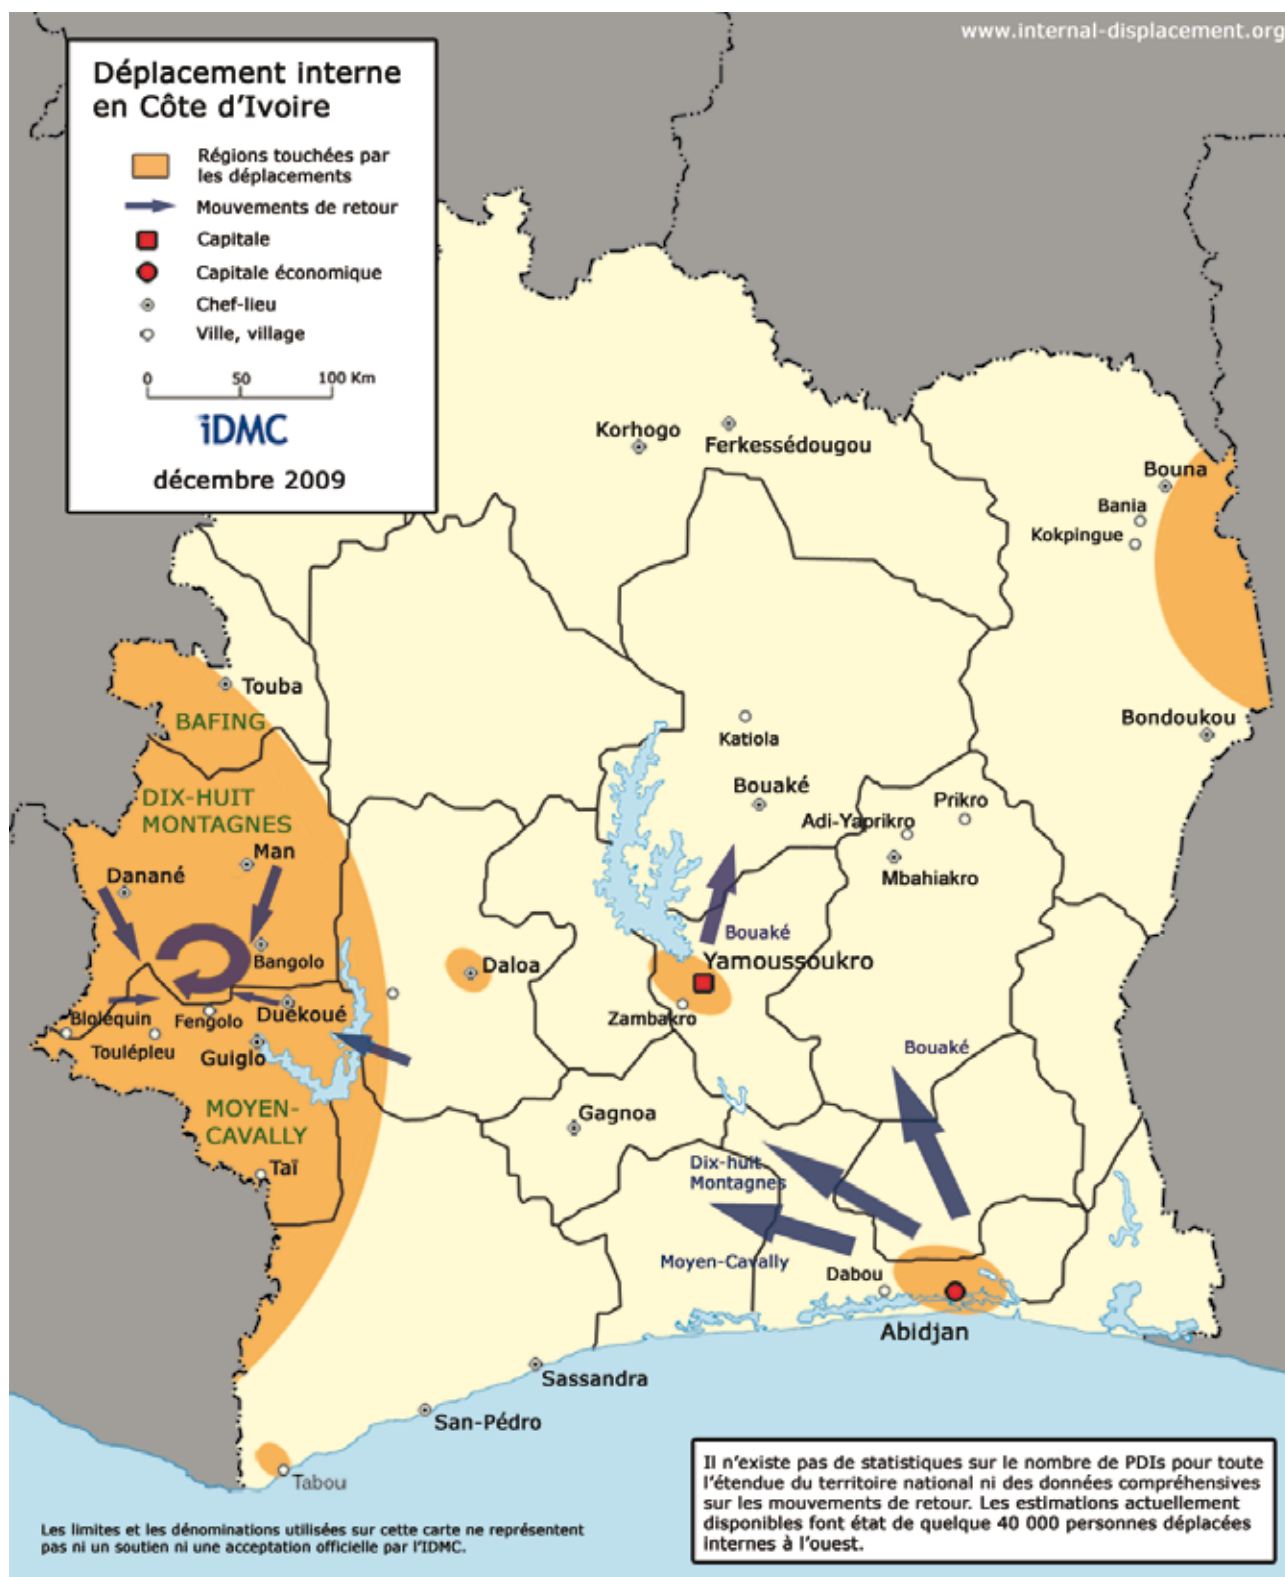 www.internal-displacement.org
Déplacement interne
en Côte d'Ivoire
Régions touchées par
les déplacements
Mouvements de retour
Capitale
Capitale économique
Chef-lieu
Ville, village
0 50 100 Km
iDMC
décembre 2009
Korhogo
Ferkessédougou
Bouna
Bania
Kokpingue
Touba
BAFING
Katiola
Bondoukou
DIX-HUIT
MONTAGNES
Bouaké
Prikro
Adi-Yaprikro
Man
Danané
Mbahiakro
Bouaké
Bangolo
Daloa
Yamoussoukro
Bloléquin
Fengolo
Duékoué
Zambakro
Toulépleu
Guiglo
Bouaké
MOYEN-
CAVALLY
Gagnoa
Taï
Dix-huit
Montagnes
Moyen-Cavally
Dabou
Abidjan
Sassandra
San-Pédro
Tabou
Il n'existe pas de statistiques sur le nombre de PDIs pour toute
l'étendue du territoire national ni des données compréhensives
sur les mouvements de retour. Les estimations actuellement
disponibles font état de quelque 40 000 personnes déplacées
internes à l'ouest.
Les limites et les dénominations utilisées sur cette carte ne représentent
pas ni un soutien ni une acceptation officielle par l'IDMC.